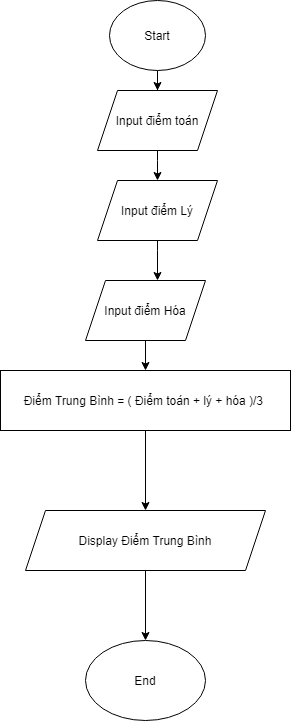 Start
Input điểm toán
Input điểm Lý
Input điểm Hóa
Điểm Trung Bình = ( Điểm toán + lý + hóa )/3
Display Điểm Trung Bình
End